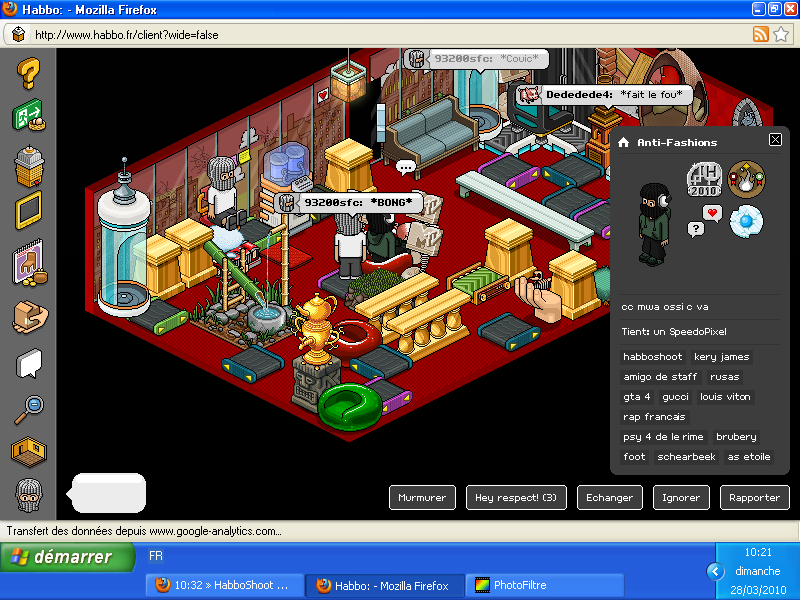 Habbo: - Mozilla Firefox
http://www.habbo.fr/client?wide=false
93200sfc: *Couic*
Dededede4: *fait le fou*
93200sfc: *BONG*
Anti-Fashions
2010
cc mwa ossi c va
Tient: un SpeedoPixel
habboshoot kery james
amigo de staff rusas
gta 4 gucci louis viton
rap francais
psy 4 de le rime brubery
foot schearbeek as etoile
Murmurer Hey respect! (3) Echanger Ignorer Rapporter
Transfert des données depuis www.google-analytics.com...
démarrer FR
10:32 » HabboShoot ... Habbo: - Mozilla Firefox PhotoFiltre
10:21
dimanche
28/03/2010